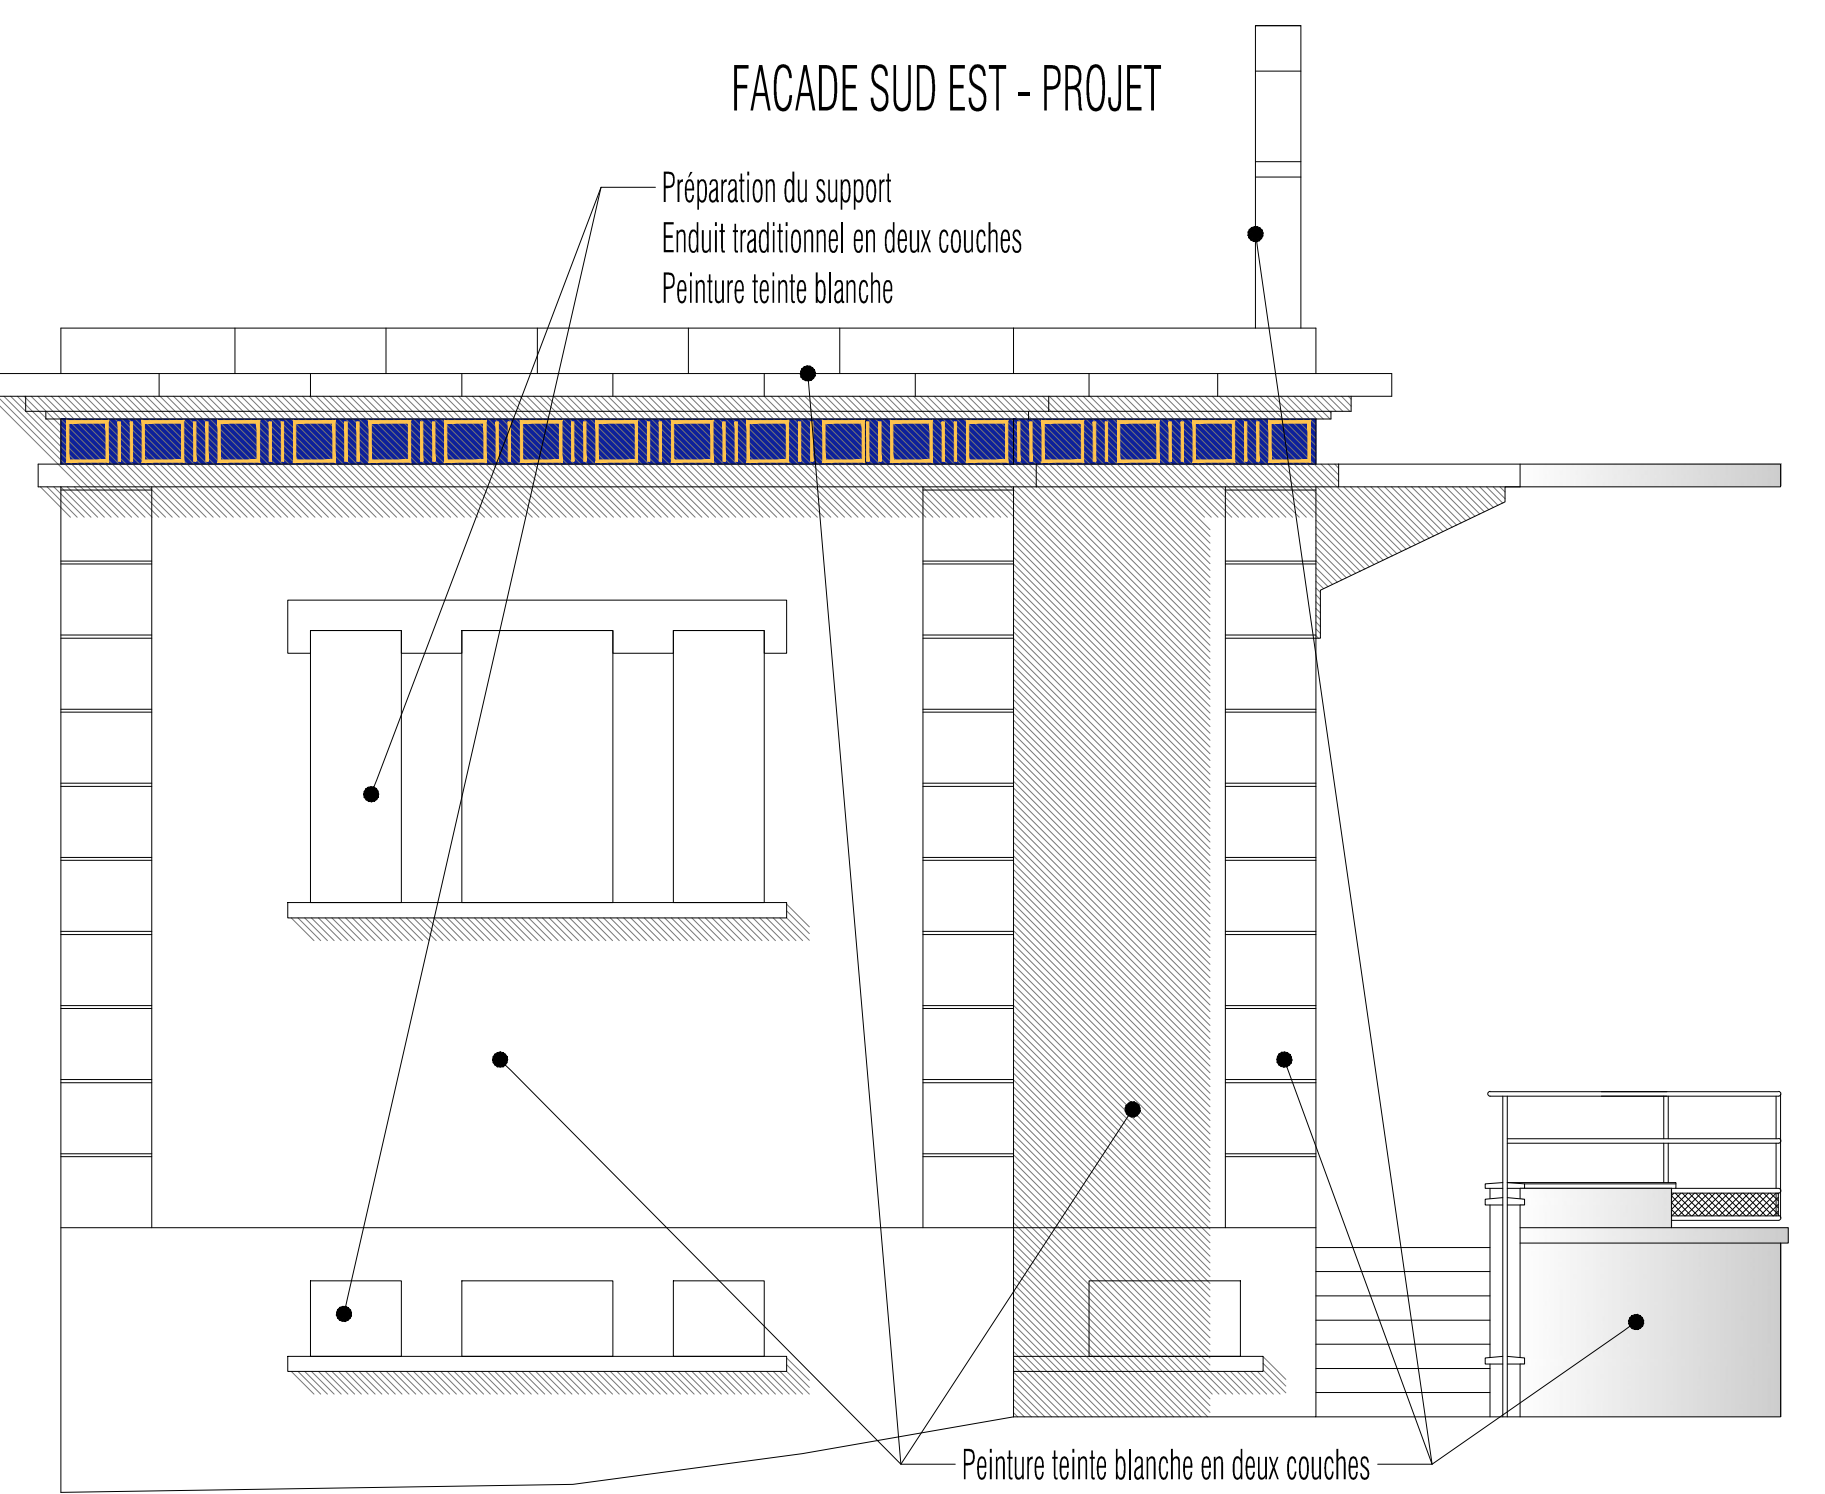 FACADE SUD EST - PROJET
Préparation du support
Enduit traditionnel en deux couches
Peinture teinte blanche
Peinture teinte blanche en deux couches